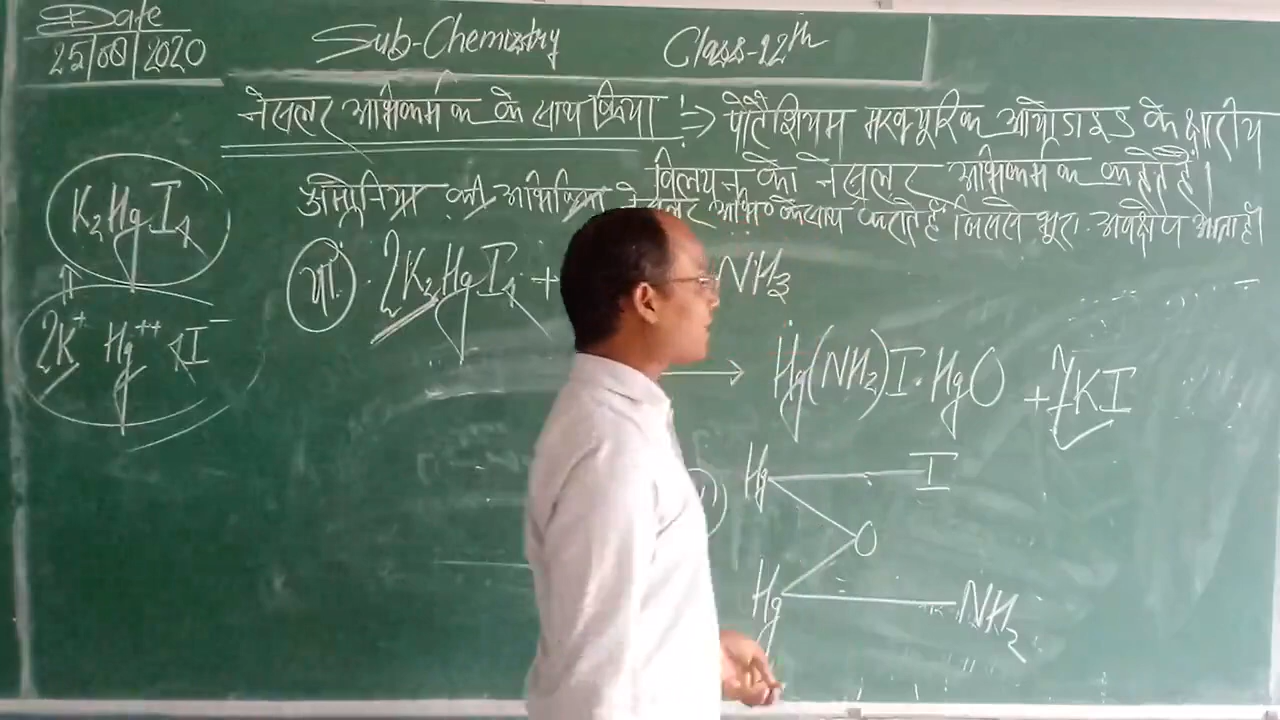 Date
25/08/2020
Sub-Chemistry
Class-12th
नेसलर अभिकर्मक के साथ क्रिया :⇒ पोटैशियम मरक्यूरिक आयोडाइड के क्षारीय
विलयन को नेसलर अभिकर्मक कहते हैं।
अमोनिया की अभिक्रिया नेसलर अभि० के साथ कराते हैं जिससे भूरा अवक्षेप आता है।
K₂HgI₄
⇑
2K⁺ Hg⁺⁺ 4I⁻
2K₂HgI₄ + NH₃
→ Hg(NH₂)I·HgO + 7KI
Hg I
O
Hg NH₂